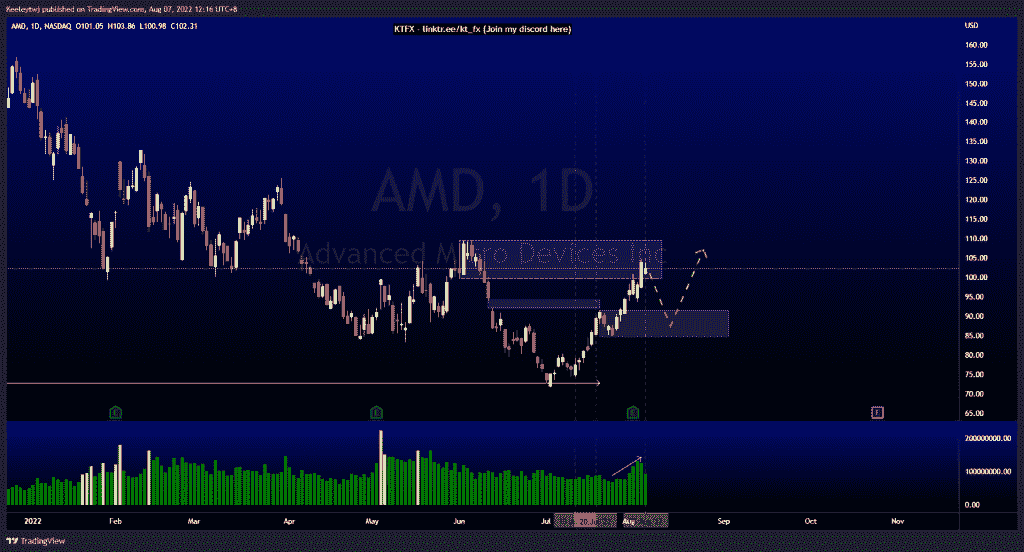 Keeleytwj published on TradingView.com, Aug 07, 2022 12:16 UTC+8
AMD, 1D, NASDAQ O101.05 H103.86 L100.98 C102.31
KTFX - linktr.ee/kt_fx (Join my discord here)
USD
160.00
155.00
150.00
145.00
140.00
135.00
130.00
125.00
120.00
115.00
110.00
105.00
100.00
95.00
90.00
85.00
80.00
75.00
70.00
65.00
AMD, 1D
Advanced Micro Devices Inc
E
E
E
E
200000000.00
100000000.00
0.00
2022 Feb Mar Apr May Jun Jul 20 Aug Sep Oct Nov
TradingView